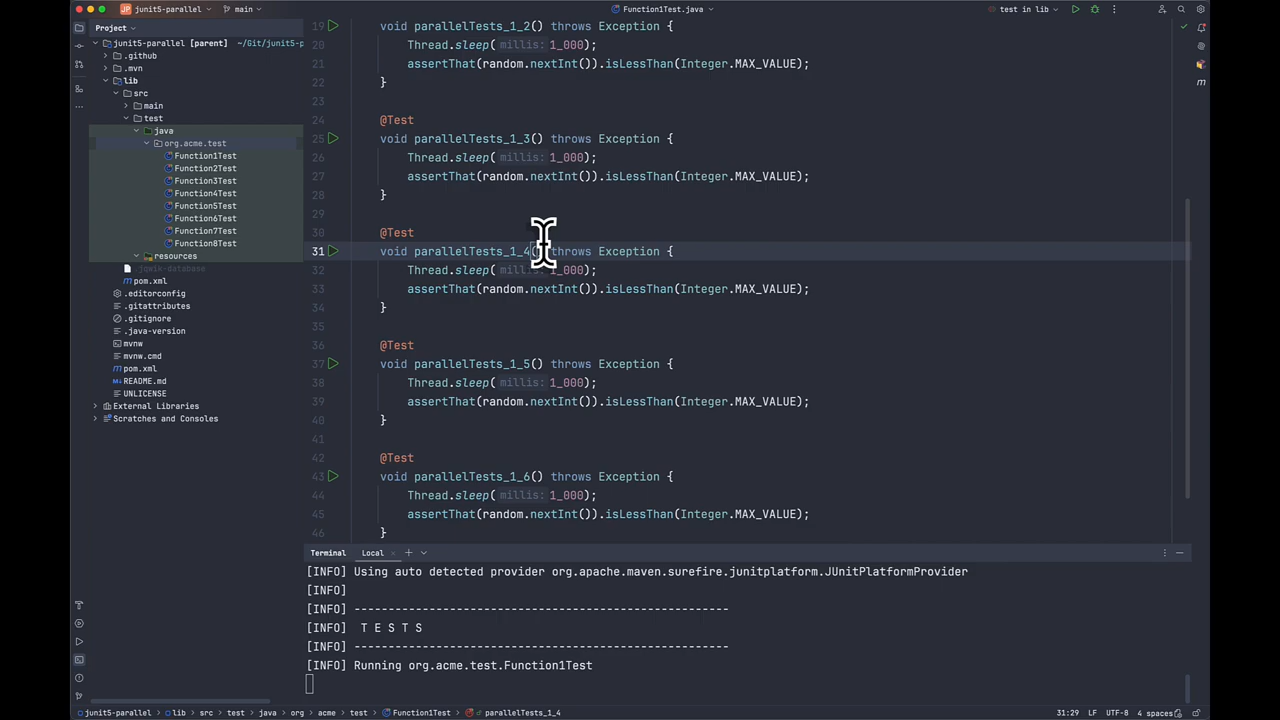 JP junit5-parallel
main
Function1Test.java
test in lib
Project
junit5-parallel [parent] ~/Git/junit5-p
.github
.mvn
lib
src
main
test
java
org.acme.test
Function1Test
Function2Test
Function3Test
Function4Test
Function5Test
Function6Test
Function7Test
Function8Test
resources
.jqwik-database
pom.xml
.editorconfig
.gitattributes
.gitignore
.java-version
mvnw
mvnw.cmd
pom.xml
README.md
UNLICENSE
External Libraries
Scratches and Consoles
19 void parallelTests_1_2() throws Exception {
20 Thread.sleep( millis: 1_000);
21 assertThat(random.nextInt()).isLessThan(Integer.MAX_VALUE);
22 }
23
24 @Test
25 void parallelTests_1_3() throws Exception {
26 Thread.sleep( millis: 1_000);
27 assertThat(random.nextInt()).isLessThan(Integer.MAX_VALUE);
28 }
29
30 @Test
31 void parallelTests_1_4() throws Exception {
32 Thread.sleep( millis: 1_000);
33 assertThat(random.nextInt()).isLessThan(Integer.MAX_VALUE);
34 }
35
36 @Test
37 void parallelTests_1_5() throws Exception {
38 Thread.sleep( millis: 1_000);
39 assertThat(random.nextInt()).isLessThan(Integer.MAX_VALUE);
40 }
41
42 @Test
43 void parallelTests_1_6() throws Exception {
44 Thread.sleep( millis: 1_000);
45 assertThat(random.nextInt()).isLessThan(Integer.MAX_VALUE);
46 }
Terminal Local
[INFO] Using auto detected provider org.apache.maven.surefire.junitplatform.JUnitPlatformProvider
[INFO]
[INFO] -------------------------------------------------------
[INFO]  T E S T S
[INFO] -------------------------------------------------------
[INFO] Running org.acme.test.Function1Test
junit5-parallel > lib > src > test > java > org > acme > test > Function1Test > parallelTests_1_4
31:29 LF UTF-8 4 spaces